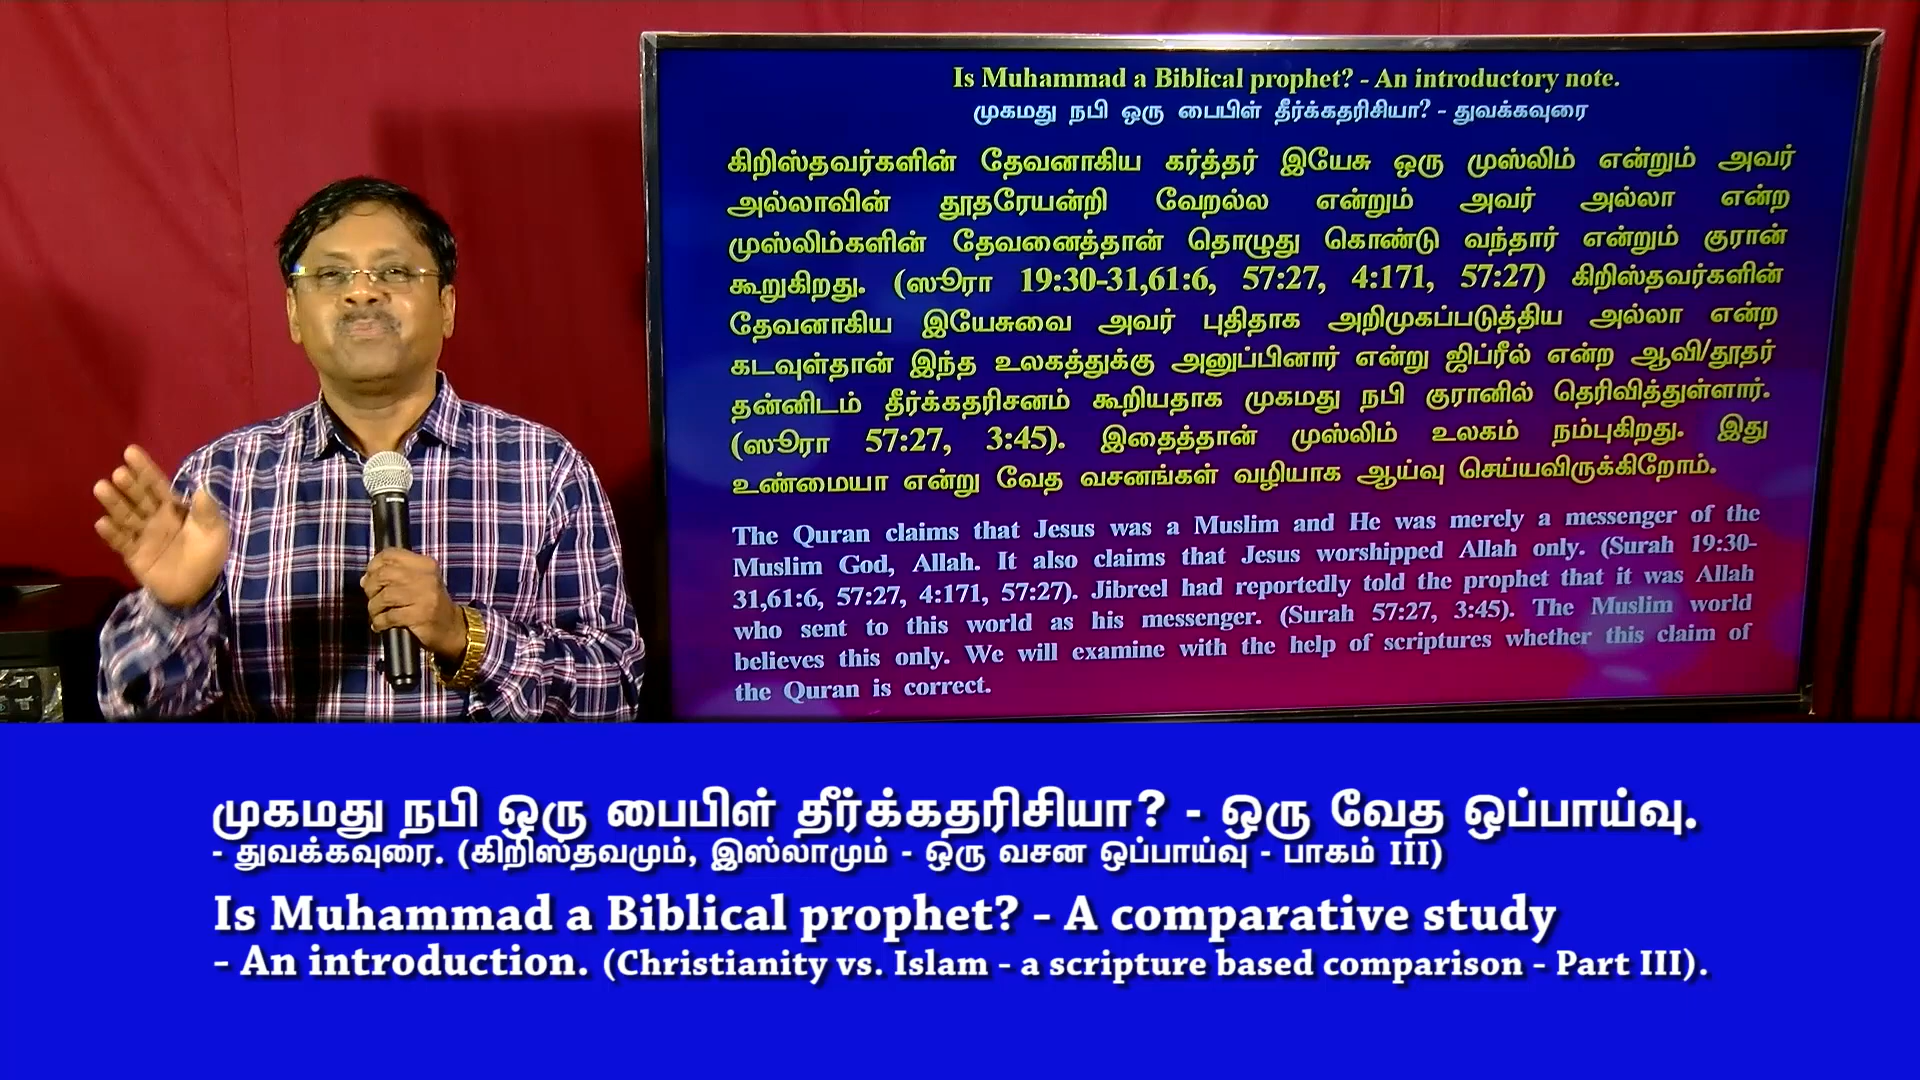 Is Muhammad a Biblical prophet? - An introductory note.
முகமது நபி ஒரு பைபிள் தீர்க்கதரிசியா? - துவக்கவுரை
கிறிஸ்தவர்களின் தேவனாகிய கர்த்தர் இயேசு ஒரு முஸ்லிம் என்றும் அவர்
அல்லாவின் தூதரேயன்றி வேறல்ல என்றும் அவர் அல்லா என்ற
முஸ்லிம்களின் தேவனைத்தான் தொழுது கொண்டு வந்தார் என்றும் குரான்
கூறுகிறது. (ஸூரா 19:30-31,61:6, 57:27, 4:171, 57:27) கிறிஸ்தவர்களின்
தேவனாகிய இயேசுவை அவர் புதிதாக அறிமுகப்படுத்திய அல்லா என்ற
கடவுள்தான் இந்த உலகத்துக்கு அனுப்பினார் என்று ஜிப்ரீல் என்ற ஆவி/தூதர்
தன்னிடம் தீர்க்கதரிசனம் கூறியதாக முகமது நபி குரானில் தெரிவித்துள்ளார்.
(ஸூரா 57:27, 3:45). இதைத்தான் முஸ்லிம் உலகம் நம்புகிறது. இது
உண்மையா என்று வேத வசனங்கள் வழியாக ஆய்வு செய்யவிருக்கிறோம்.
The Quran claims that Jesus was a Muslim and He was merely a messenger of the
Muslim God, Allah. It also claims that Jesus worshipped Allah only. (Surah 19:30-
31,61:6, 57:27, 4:171, 57:27). Jibreel had reportedly told the prophet that it was Allah
who sent to this world as his messenger. (Surah 57:27, 3:45). The Muslim world
believes this only. We will examine with the help of scriptures whether this claim of
the Quran is correct.
முகமது நபி ஒரு பைபிள் தீர்க்கதரிசியா? - ஒரு வேத ஒப்பாய்வு.
- துவக்கவுரை. (கிறிஸ்தவமும், இஸ்லாமும் - ஒரு வசன ஒப்பாய்வு - பாகம் III)
Is Muhammad a Biblical prophet? - A comparative study
- An introduction. (Christianity vs. Islam - a scripture based comparison - Part III).